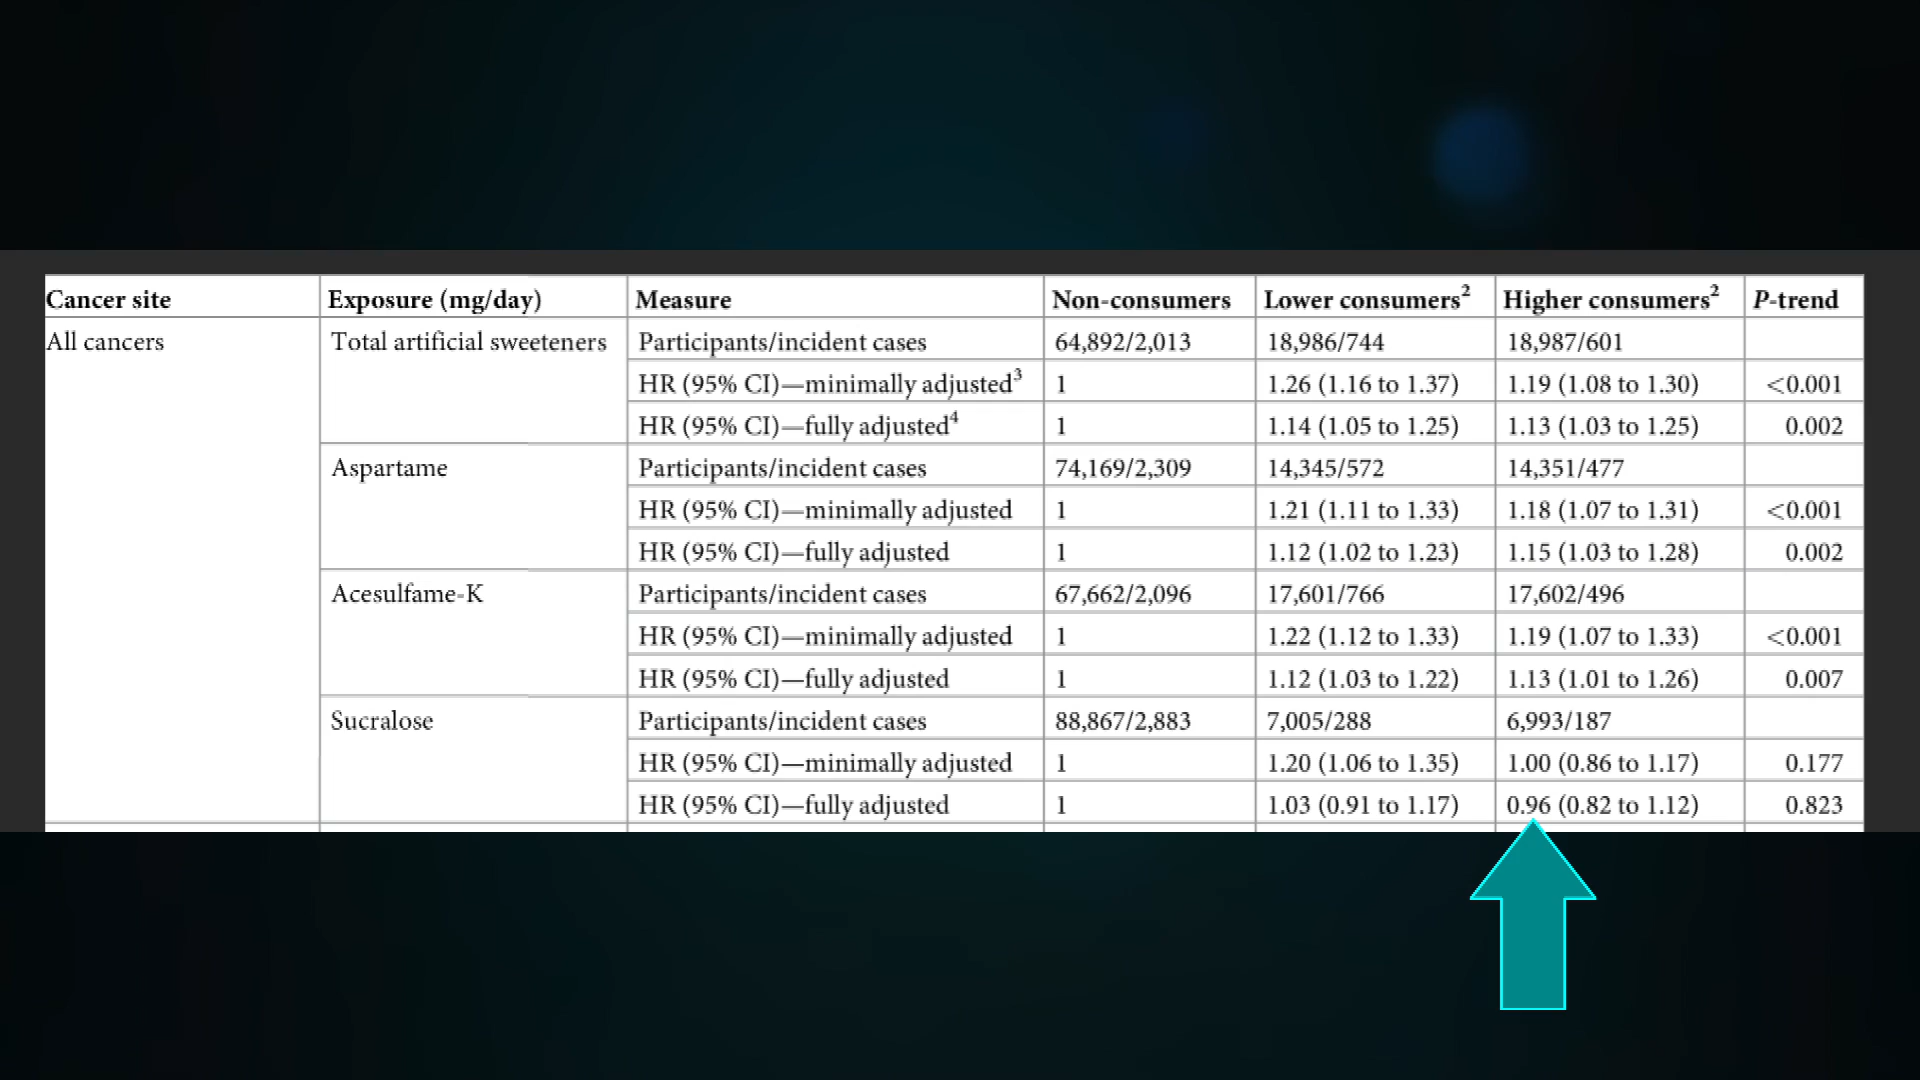 Cancer site Exposure (mg/day) Measure Non-consumers Lower consumers2 Higher consumers2 P-trend
All cancers Total artificial sweeteners Participants/incident cases 64,892/2,013 18,986/744 18,987/601
HR (95% CI)—minimally adjusted3 1 1.26 (1.16 to 1.37) 1.19 (1.08 to 1.30) <0.001
HR (95% CI)—fully adjusted4 1 1.14 (1.05 to 1.25) 1.13 (1.03 to 1.25) 0.002
Aspartame Participants/incident cases 74,169/2,309 14,345/572 14,351/477
HR (95% CI)—minimally adjusted 1 1.21 (1.11 to 1.33) 1.18 (1.07 to 1.31) <0.001
HR (95% CI)—fully adjusted 1 1.12 (1.02 to 1.23) 1.15 (1.03 to 1.28) 0.002
Acesulfame-K Participants/incident cases 67,662/2,096 17,601/766 17,602/496
HR (95% CI)—minimally adjusted 1 1.22 (1.12 to 1.33) 1.19 (1.07 to 1.33) <0.001
HR (95% CI)—fully adjusted 1 1.12 (1.03 to 1.22) 1.13 (1.01 to 1.26) 0.007
Sucralose Participants/incident cases 88,867/2,883 7,005/288 6,993/187
HR (95% CI)—minimally adjusted 1 1.20 (1.06 to 1.35) 1.00 (0.86 to 1.17) 0.177
HR (95% CI)—fully adjusted 1 1.03 (0.91 to 1.17) 0.96 (0.82 to 1.12) 0.823